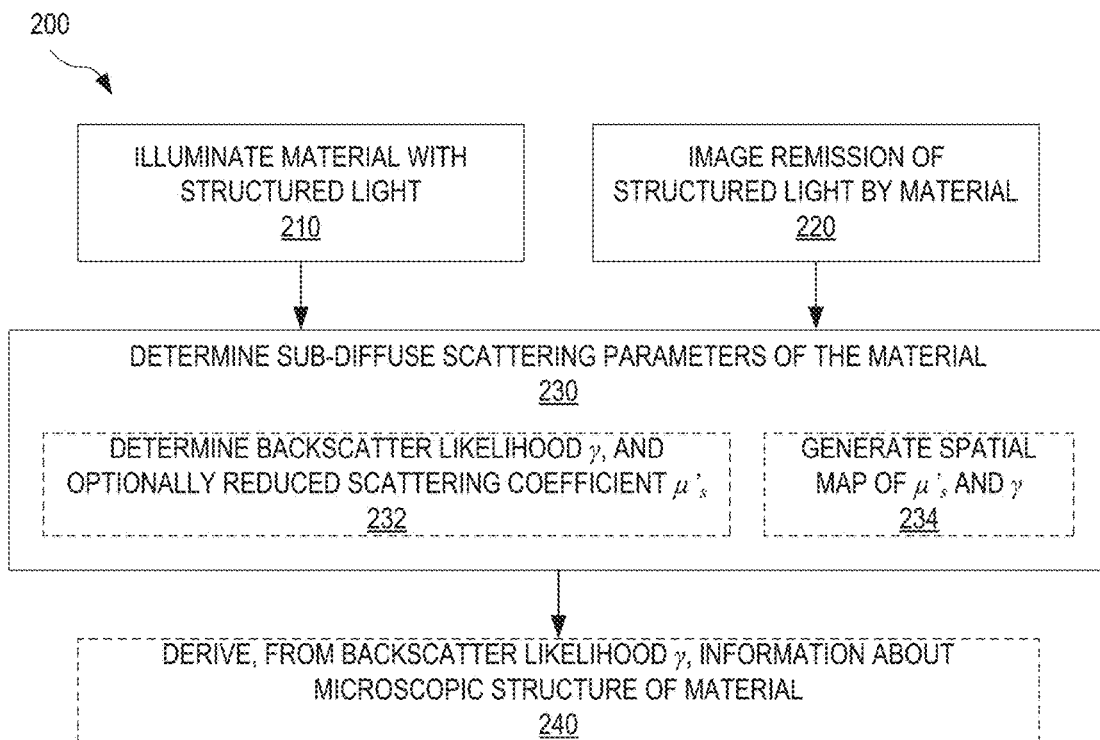 200
ILLUMINATE MATERIAL WITH
STRUCTURED LIGHT
210
IMAGE REMISSION OF
STRUCTURED LIGHT BY MATERIAL
220
DETERMINE SUB-DIFFUSE SCATTERING PARAMETERS OF THE MATERIAL
230
DETERMINE BACKSCATTER LIKELIHOOD γ, AND
OPTIONALLY REDUCED SCATTERING COEFFICIENT μ's
232
GENERATE SPATIAL
MAP OF μ's AND γ
234
DERIVE, FROM BACKSCATTER LIKELIHOOD γ, INFORMATION ABOUT
MICROSCOPIC STRUCTURE OF MATERIAL
240